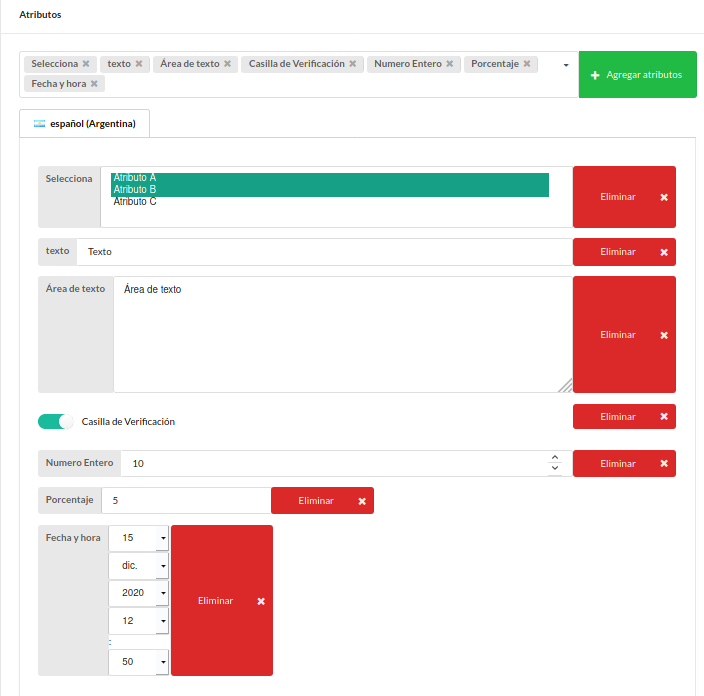 Atributos
Selecciona ✖ texto ✖ Área de texto ✖ Casilla de Verificación ✖ Numero Entero ✖ Porcentaje ✖
Fecha y hora ✖
Agregar atributos
español (Argentina)
Selecciona
Atributo A
Atributo B
Atributo C
Eliminar ✖
texto Texto Eliminar ✖
Área de texto Área de texto
Eliminar ✖
Casilla de Verificación Eliminar ✖
Numero Entero 10 Eliminar ✖
Porcentaje 5 Eliminar ✖
Fecha y hora 15
dic.
2020
12
:
50
Eliminar ✖